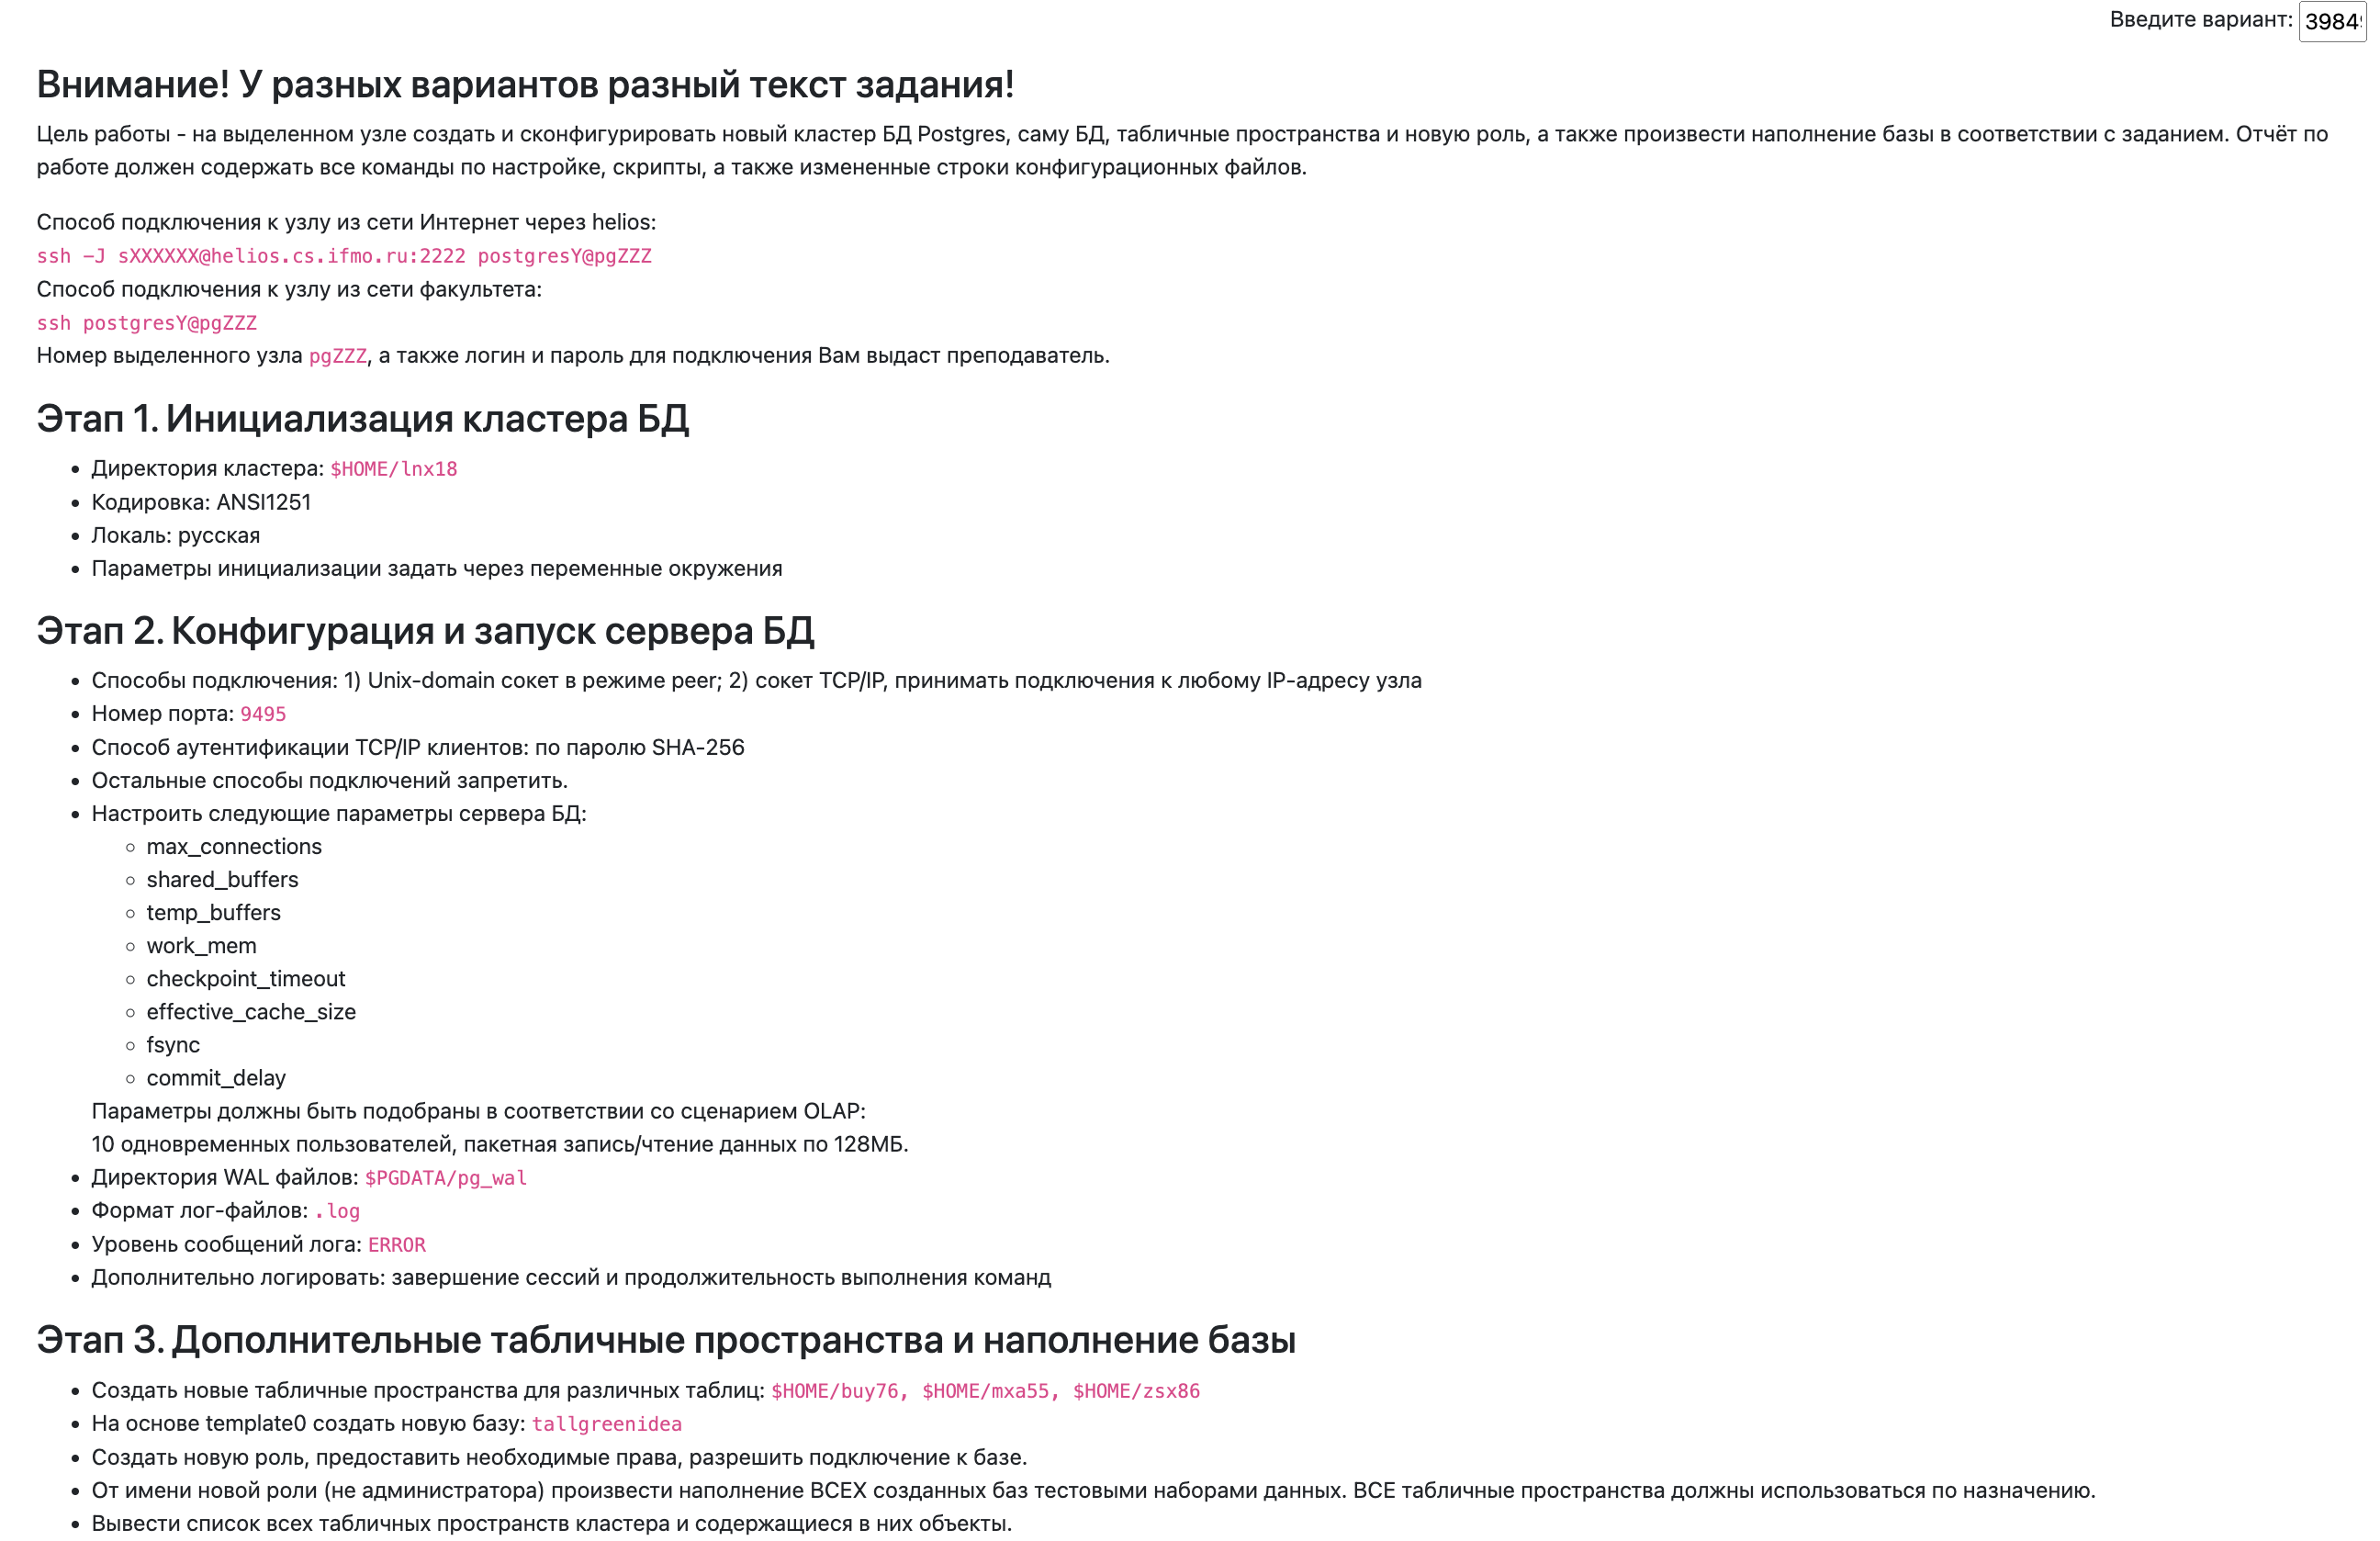 Введите вариант: 3984
Внимание! У разных вариантов разный текст задания!
Цель работы - на выделенном узле создать и сконфигурировать новый кластер БД Postgres, саму БД, табличные пространства и новую роль, а также произвести наполнение базы в соответствии с заданием. Отчёт по
работе должен содержать все команды по настройке, скрипты, а также измененные строки конфигурационных файлов.
Способ подключения к узлу из сети Интернет через helios:
ssh -J sXXXXXX@helios.cs.ifmo.ru:2222 postgresY@pgZZZ
Способ подключения к узлу из сети факультета:
ssh postgresY@pgZZZ
Номер выделенного узла pgZZZ, а также логин и пароль для подключения Вам выдаст преподаватель.
Этап 1. Инициализация кластера БД
• Директория кластера: $HOME/lnx18
• Кодировка: ANSI1251
• Локаль: русская
• Параметры инициализации задать через переменные окружения
Этап 2. Конфигурация и запуск сервера БД
• Способы подключения: 1) Unix-domain сокет в режиме peer; 2) сокет TCP/IP, принимать подключения к любому IP-адресу узла
• Номер порта: 9495
• Способ аутентификации TCP/IP клиентов: по паролю SHA-256
• Остальные способы подключений запретить.
• Настроить следующие параметры сервера БД:
◦ max_connections
◦ shared_buffers
◦ temp_buffers
◦ work_mem
◦ checkpoint_timeout
◦ effective_cache_size
◦ fsync
◦ commit_delay
Параметры должны быть подобраны в соответствии со сценарием OLAP:
10 одновременных пользователей, пакетная запись/чтение данных по 128МБ.
• Директория WAL файлов: $PGDATA/pg_wal
• Формат лог-файлов: .log
• Уровень сообщений лога: ERROR
• Дополнительно логировать: завершение сессий и продолжительность выполнения команд
Этап 3. Дополнительные табличные пространства и наполнение базы
• Создать новые табличные пространства для различных таблиц: $HOME/buy76, $HOME/mxa55, $HOME/zsx86
• На основе template0 создать новую базу: tallgreenidea
• Создать новую роль, предоставить необходимые права, разрешить подключение к базе.
• От имени новой роли (не администратора) произвести наполнение ВСЕХ созданных баз тестовыми наборами данных. ВСЕ табличные пространства должны использоваться по назначению.
• Вывести список всех табличных пространств кластера и содержащиеся в них объекты.